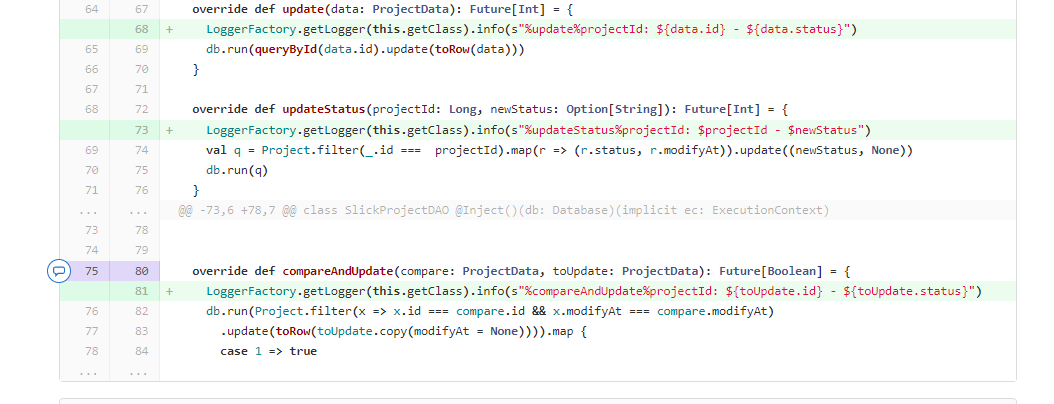 64 67 override def update(data: ProjectData): Future[Int] = {
68 + LoggerFactory.getLogger(this.getClass).info(s"%update%projectId: ${data.id} - ${data.status}")
65 69 db.run(queryById(data.id).update(toRow(data)))
66 70 }
67 71
68 72 override def updateStatus(projectId: Long, newStatus: Option[String]): Future[Int] = {
73 + LoggerFactory.getLogger(this.getClass).info(s"%updateStatus%projectId: $projectId - $newStatus")
69 74 val q = Project.filter(_.id ===  projectId).map(r => (r.status, r.modifyAt)).update((newStatus, None))
70 75 db.run(q)
71 76 }
... ... @@ -73,6 +78,7 @@ class SlickProjectDAO @Inject()(db: Database)(implicit ec: ExecutionContext)
73 78
74 79
75 80 override def compareAndUpdate(compare: ProjectData, toUpdate: ProjectData): Future[Boolean] = {
81 + LoggerFactory.getLogger(this.getClass).info(s"%compareAndUpdate%projectId: ${toUpdate.id} - ${toUpdate.status}")
76 82 db.run(Project.filter(x => x.id === compare.id && x.modifyAt === compare.modifyAt)
77 83 .update(toRow(toUpdate.copy(modifyAt = None)))).map {
78 84 case 1 => true
... ...